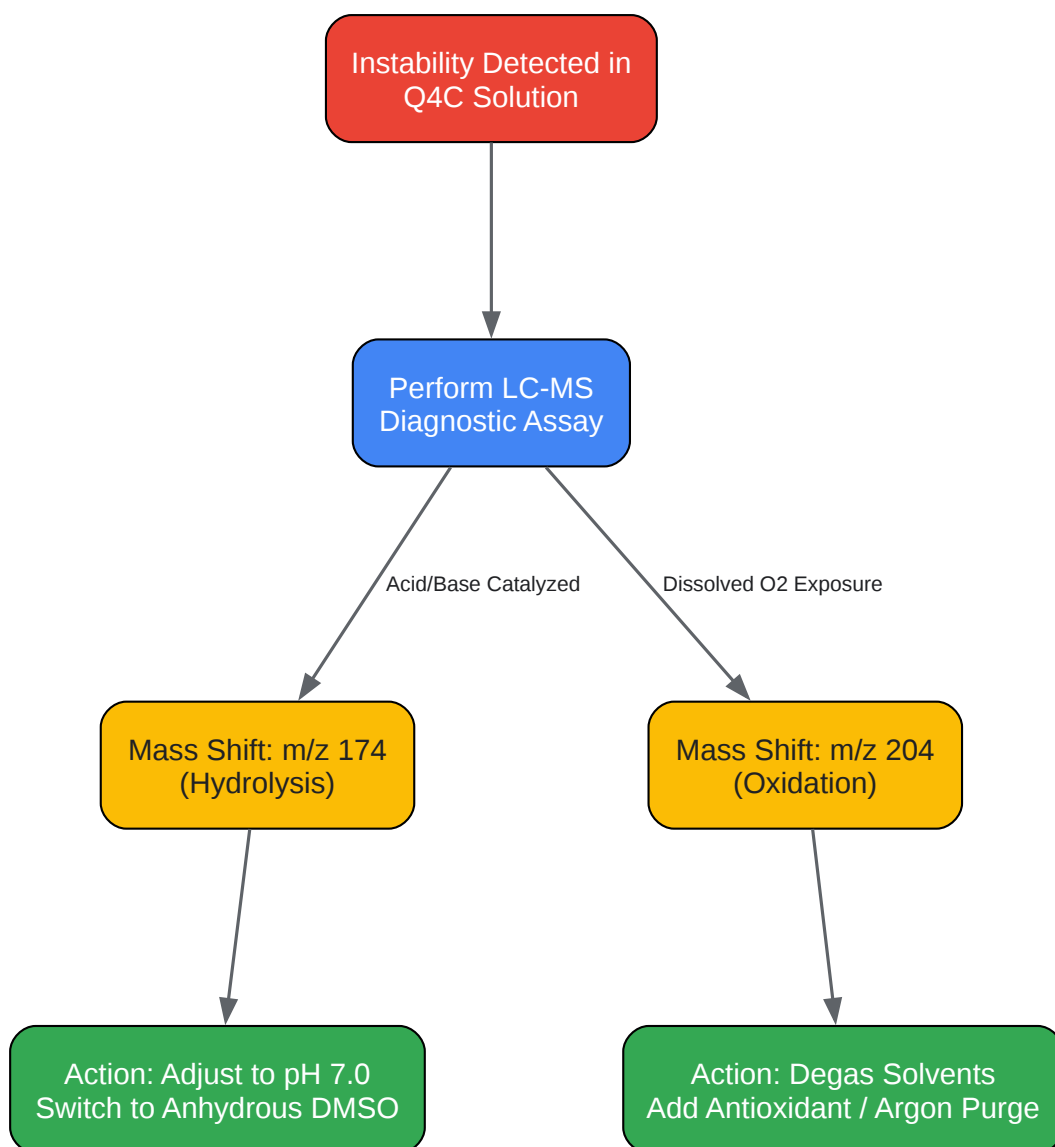 Instability Detected in
Q4C Solution
Perform LC-MS
Diagnostic Assay
Acid/Base Catalyzed
Dissolved O2 Exposure
Mass Shift: m/z 174
(Hydrolysis)
Mass Shift: m/z 204
(Oxidation)
Action: Adjust to pH 7.0
Switch to Anhydrous DMSO
Action: Degas Solvents
Add Antioxidant / Argon Purge